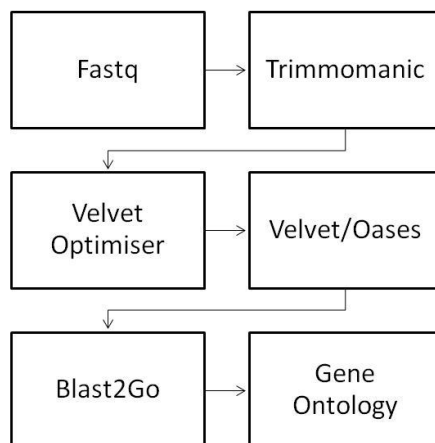 Fastq
Trimmomanic
Velvet
Optimiser
Velvet/Oases
Blast2Go
Gene
Ontology